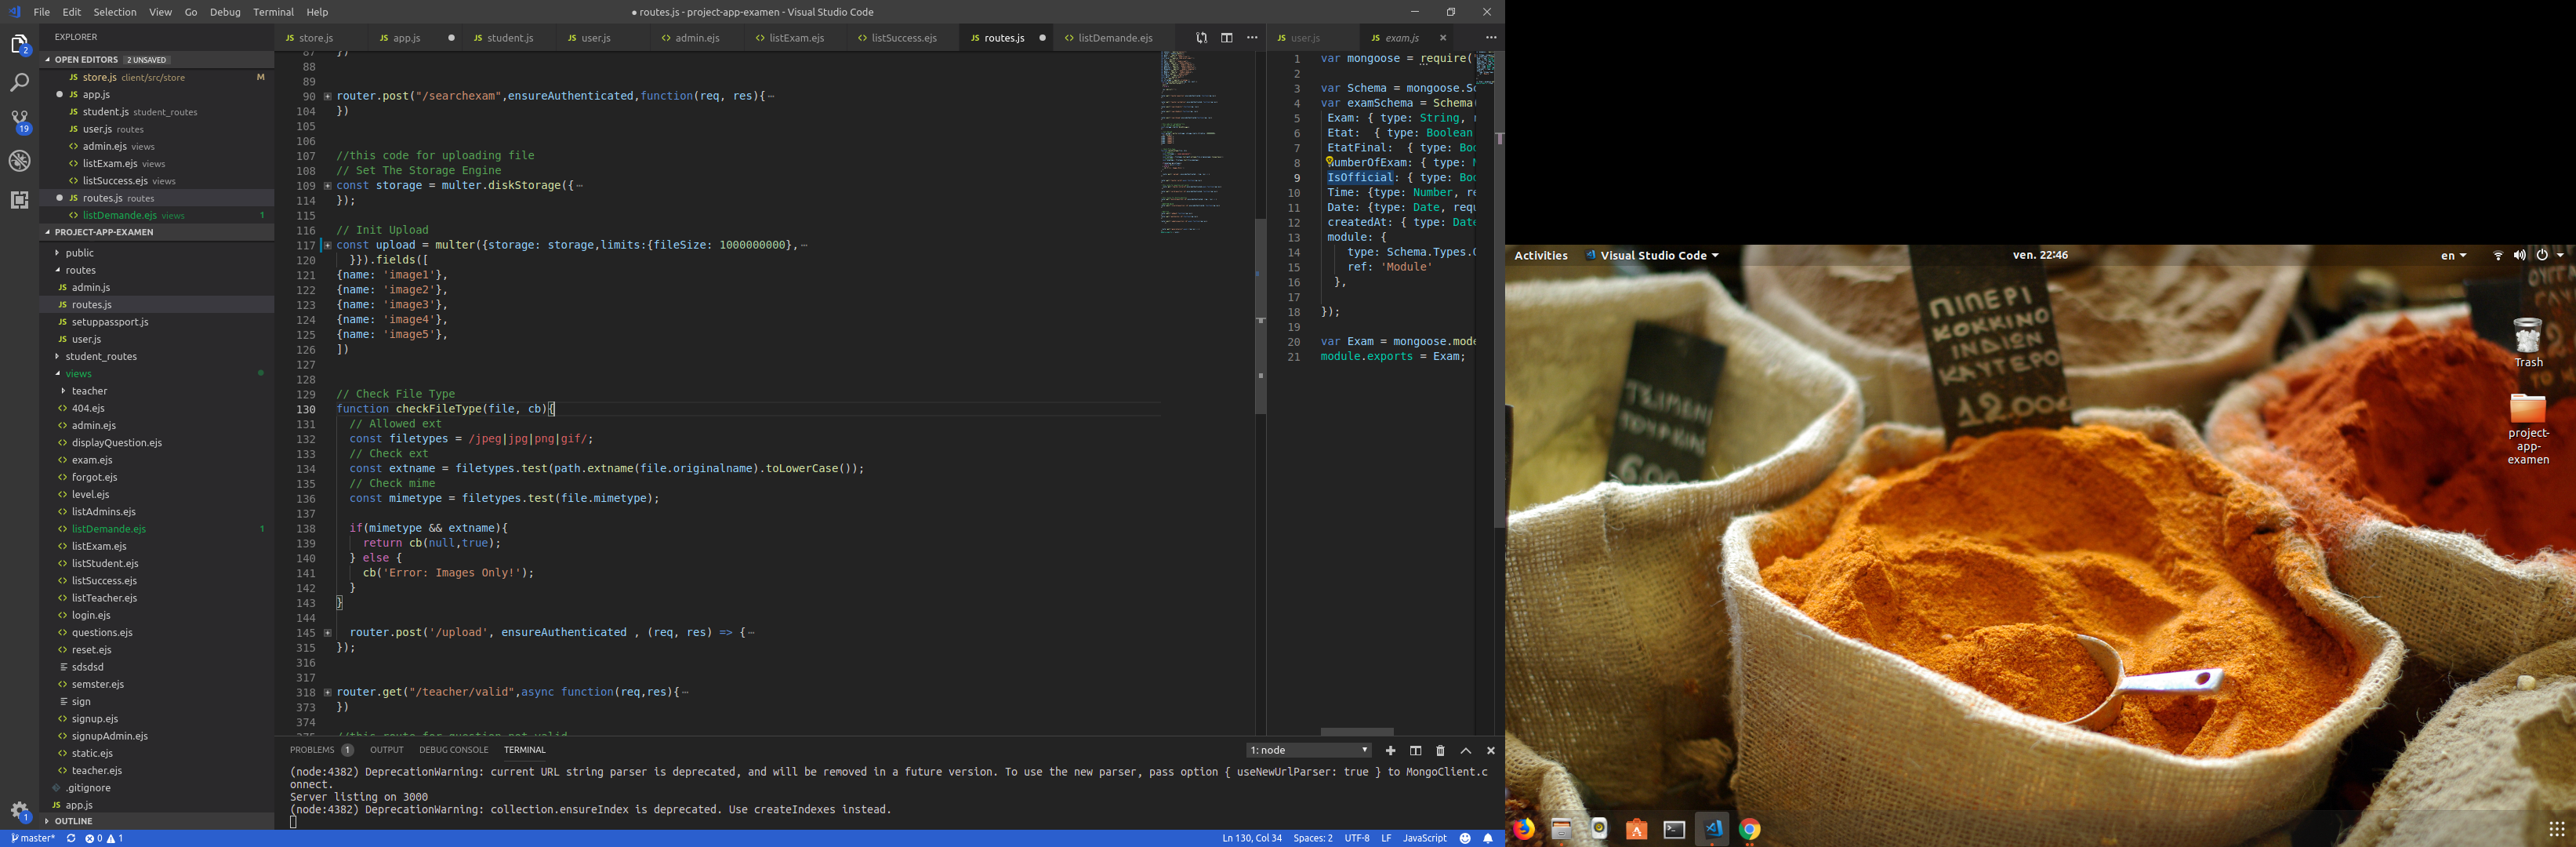 File Edit Selection View Go Debug Terminal Help
● routes.js - project-app-examen - Visual Studio Code
EXPLORER
OPEN EDITORS 2 UNSAVED
JS store.js client/src/store M
● JS app.js
JS student.js student_routes
JS user.js routes
<> admin.ejs views
<> listExam.ejs views
<> listSuccess.ejs views
● JS routes.js routes
<> listDemande.ejs views 1
PROJECT-APP-EXAMEN
public
routes
JS admin.js
JS routes.js
JS setuppassport.js
JS user.js
student_routes
views
teacher
<> 404.ejs
<> admin.ejs
<> displayQuestion.ejs
<> exam.ejs
<> forgot.ejs
<> level.ejs
<> listAdmins.ejs
<> listDemande.ejs 1
<> listExam.ejs
<> listStudent.ejs
<> listSuccess.ejs
<> listTeacher.ejs
<> login.ejs
<> questions.ejs
<> reset.ejs
sdsdsd
<> semster.ejs
sign
<> signup.ejs
<> signupAdmin.ejs
<> static.ejs
<> teacher.ejs
.gitignore
JS app.js
OUTLINE
2
19
1
JS store.js JS app.js ● JS student.js JS user.js <> admin.ejs <> listExam.ejs <> listSuccess.ejs JS routes.js ● <> listDemande.ejs
87 })
88
89
90 router.post("/searchexam",ensureAuthenticated,function(req, res){…
104 })
105
106
107 //this code for uploading file
108 // Set The Storage Engine
109 const storage = multer.diskStorage({…
114 });
115
116 // Init Upload
117 const upload = multer({storage: storage,limits:{fileSize: 1000000000},…
120 }}).fields([
121 {name: 'image1'},
122 {name: 'image2'},
123 {name: 'image3'},
124 {name: 'image4'},
125 {name: 'image5'},
126 ])
127
128
129 // Check File Type
130 function checkFileType(file, cb){
131 // Allowed ext
132 const filetypes = /jpeg|jpg|png|gif/;
133 // Check ext
134 const extname = filetypes.test(path.extname(file.originalname).toLowerCase());
135 // Check mime
136 const mimetype = filetypes.test(file.mimetype);
137
138 if(mimetype && extname){
139 return cb(null,true);
140 } else {
141 cb('Error: Images Only!');
142 }
143 }
144
145 router.post('/upload', ensureAuthenticated , (req, res) => {…
315 });
316
317
318 router.get("/teacher/valid",async function(req,res){…
373 })
374
375 //this route for question not valid
JS user.js JS exam.js ×
1 var mongoose = require(
2
3 var Schema = mongoose.Sc
4 var examSchema = Schema(
5 Exam: { type: String, r
6 Etat: { type: Boolean
7 EtatFinal: { type: Boo
8 NumberOfExam: { type: N
9 IsOfficial: { type: Boo
10 Time: {type: Number, re
11 Date: {type: Date, requ
12 createdAt: { type: Date
13 module: {
14 type: Schema.Types.O
15 ref: 'Module'
16 },
17
18 });
19
20 var Exam = mongoose.mode
21 module.exports = Exam;
PROBLEMS 1 OUTPUT DEBUG CONSOLE TERMINAL 1: node
(node:4382) DeprecationWarning: current URL string parser is deprecated, and will be removed in a future version. To use the new parser, pass option { useNewUrlParser: true } to MongoClient.c
onnect.
Server listing on 3000
(node:4382) DeprecationWarning: collection.ensureIndex is deprecated. Use createIndexes instead.
master* 0 1 Ln 130, Col 34 Spaces: 2 UTF-8 LF JavaScript
Activities Visual Studio Code ven. 22:46 en
Trash
project-
app-
examen
ΠΙΠΕΡΙ
ΚΟΚΚΙΝΟ
ΙΝΔΙΩΝ
ΚΑΥΤΕΡΟ
12.00€